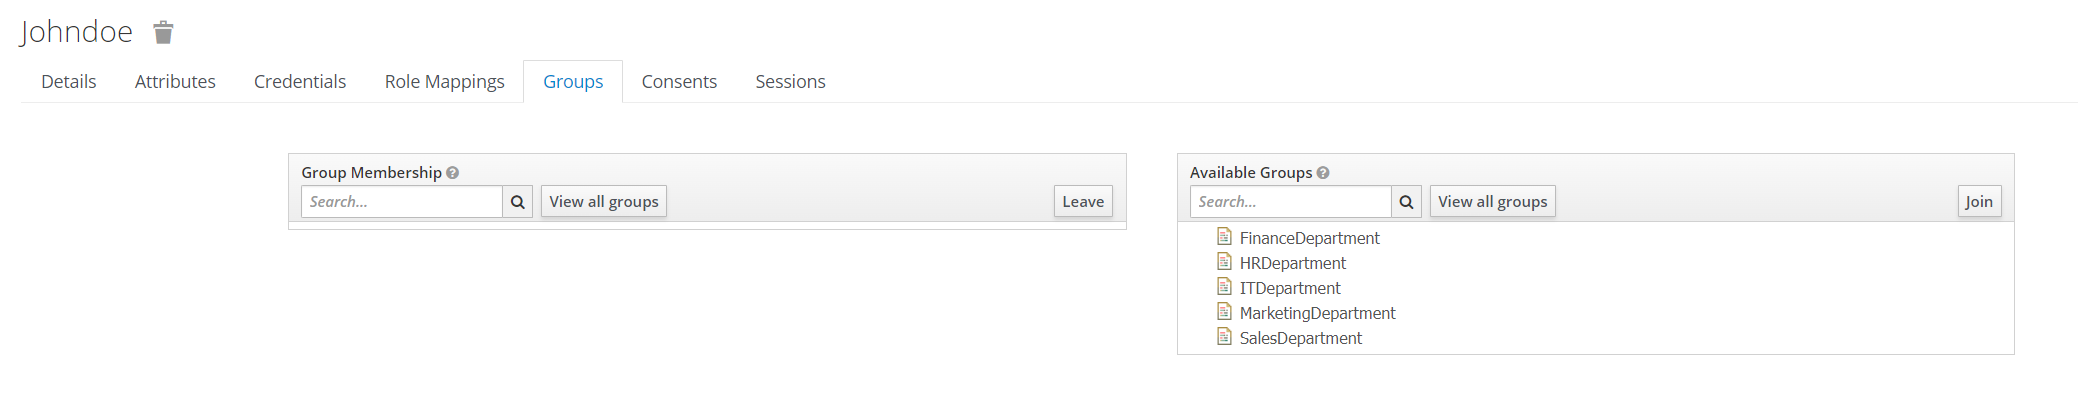 Johndoe
Details Attributes Credentials Role Mappings Groups Consents Sessions
Group Membership
Search...
View all groups
Leave
Available Groups
Search...
View all groups
Join
FinanceDepartment
HRDepartment
ITDepartment
MarketingDepartment
SalesDepartment